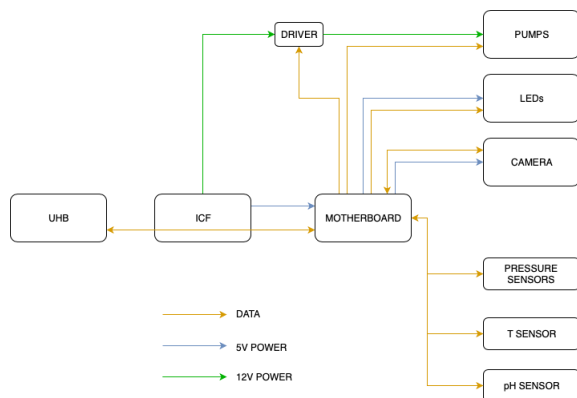 DRIVER
PUMPS
LEDs
CAMERA
UHB
ICF
MOTHERBOARD
PRESSURE
SENSORS
DATA
T SENSOR
5V POWER
12V POWER
pH SENSOR